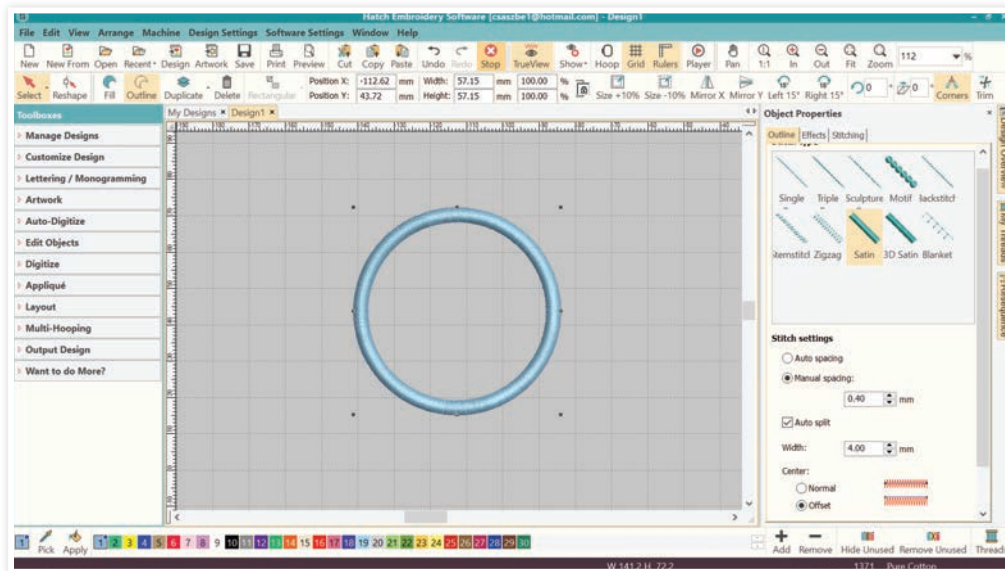 Hatch Embroidery Software [csaszbe1@hotmail.com] - Design1
File Edit View Arrange Machine Design Settings Software Settings Window Help
New New From Open Recent Design Artwork Save Print Preview Cut Copy Paste Undo Redo Stop TrueView Show Hoop Grid Rulers Player Pan 1:1 In Out Fit Zoom 112 %
Position X: -112.62 mm Width: 57.15 mm 100.00 % 0 0
Select Reshape Fill Outline Duplicate Delete Rectangular Position Y: 43.72 mm Height: 57.15 mm 100.00 % Size +10% Size -10% Mirror X Mirror Y Left 15° Right 15° Corners Trim
Toolboxes My Designs Design1 Object Properties
Manage Designs
Customize Design
Lettering / Monogramming
Artwork
Auto-Digitize
Edit Objects
Digitize
Appliqué
Layout
Multi-Hooping
Output Design
Want to do More?
Outline Effects Stitching
Single Triple Sculpture Motif
Zigzag Satin 3D Satin Blanket
Stitch settings
Auto spacing
Manual spacing:
0.40 mm
Auto split
Width: 4.00 mm
Center:
Normal
Offset
Design Overview
My Threads
Resequence
1 Pick Apply 1 2 3 4 5 6 7 8 9 10 11 12 13 14 15 16 17 18 19 20 21 22 23 24 25 26 27 28 29 30 Add Remove Hide Unused Remove Unused Threads
W 141.2 H 72.2 1371 Pure Cotton